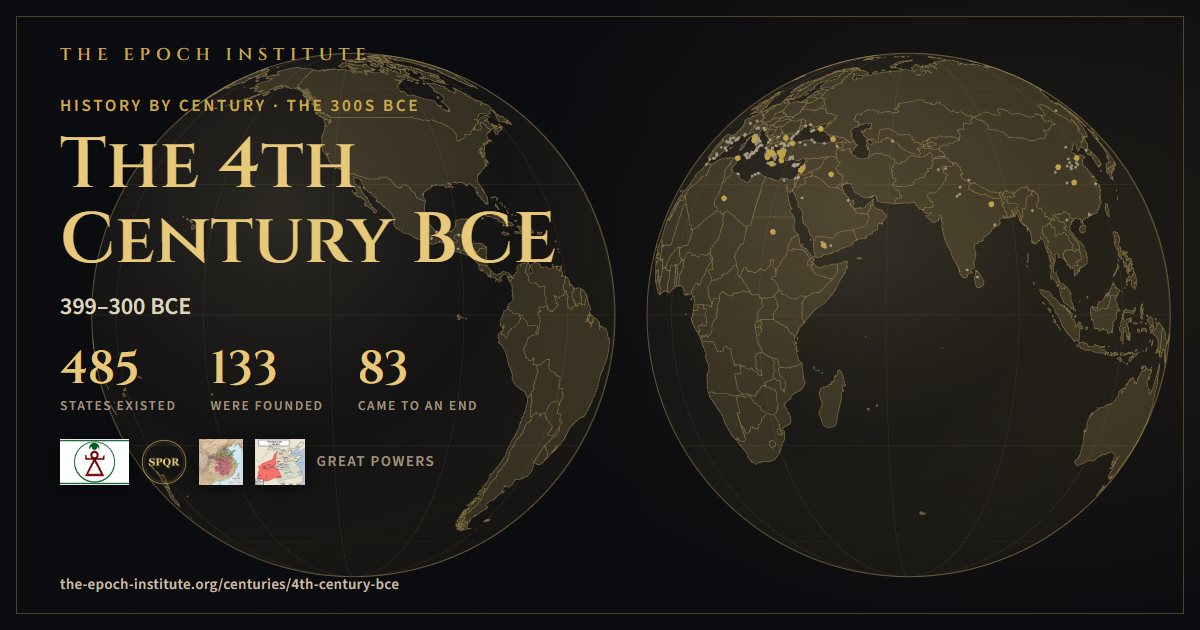 THE EPOCH INSTITUTE
HISTORY BY CENTURY · THE 300S BCE
THE 4TH
CENTURY BCE
399–300 BCE
485 133 83
STATES EXISTED WERE FOUNDED CAME TO AN END
SPQR GREAT POWERS
the-epoch-institute.org/centuries/4th-century-bce